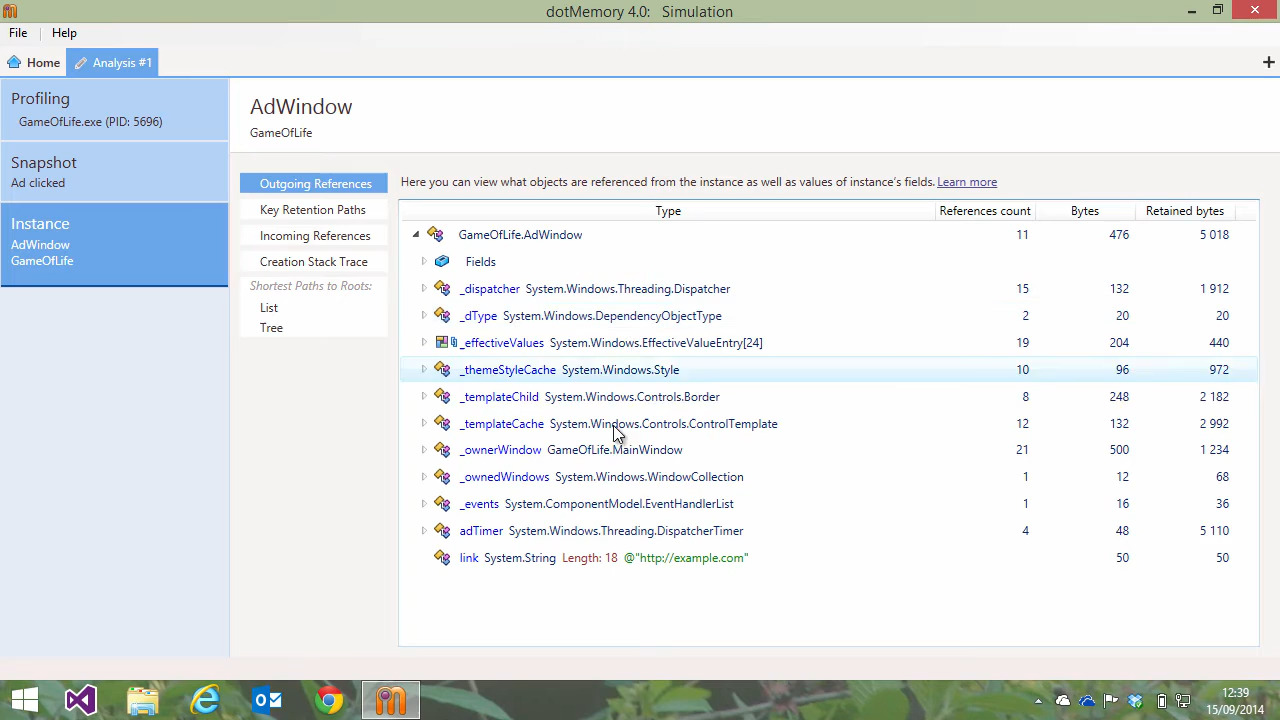 dotMemory 4.0: Simulation
File Help
Home Analysis #1
Profiling
GameOfLife.exe (PID: 5696)
Snapshot
Ad clicked
Instance
AdWindow
GameOfLife
AdWindow
GameOfLife
Outgoing References
Key Retention Paths
Incoming References
Creation Stack Trace
Shortest Paths to Roots:
List
Tree
Here you can view what objects are referenced from the instance as well as values of instance's fields. Learn more
Type References count Bytes Retained bytes
GameOfLife.AdWindow 11 476 5 018
Fields
_dispatcher System.Windows.Threading.Dispatcher 15 132 1 912
_dType System.Windows.DependencyObjectType 2 20 20
_effectiveValues System.Windows.EffectiveValueEntry[24] 19 204 440
_themeStyleCache System.Windows.Style 10 96 972
_templateChild System.Windows.Controls.Border 8 248 2 182
_templateCache System.Windows.Controls.ControlTemplate 12 132 2 992
_ownerWindow GameOfLife.MainWindow 21 500 1 234
_ownedWindows System.Windows.WindowCollection 1 12 68
_events System.ComponentModel.EventHandlerList 1 16 36
adTimer System.Windows.Threading.DispatcherTimer 4 48 5 110
link System.String Length: 18 @"http://example.com" 50 50
12:39
15/09/2014